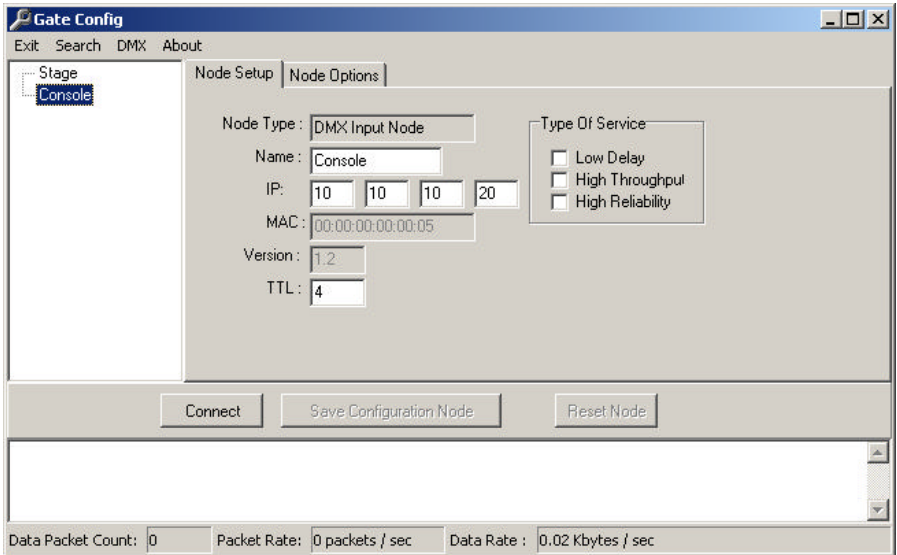 Gate Config
Exit Search DMX About
Stage
Console
Node Setup Node Options
Node Type : DMX Input Node
Name : Console
IP: 10 10 10 20
MAC : 00:00:00:00:00:05
Version : 1.2
TTL : 4
Type Of Service
Low Delay
High Throughput
High Reliability
Connect Save Configuration Node Reset Node
Data Packet Count: 0 Packet Rate: 0 packets / sec Data Rate : 0.02 Kbytes / sec